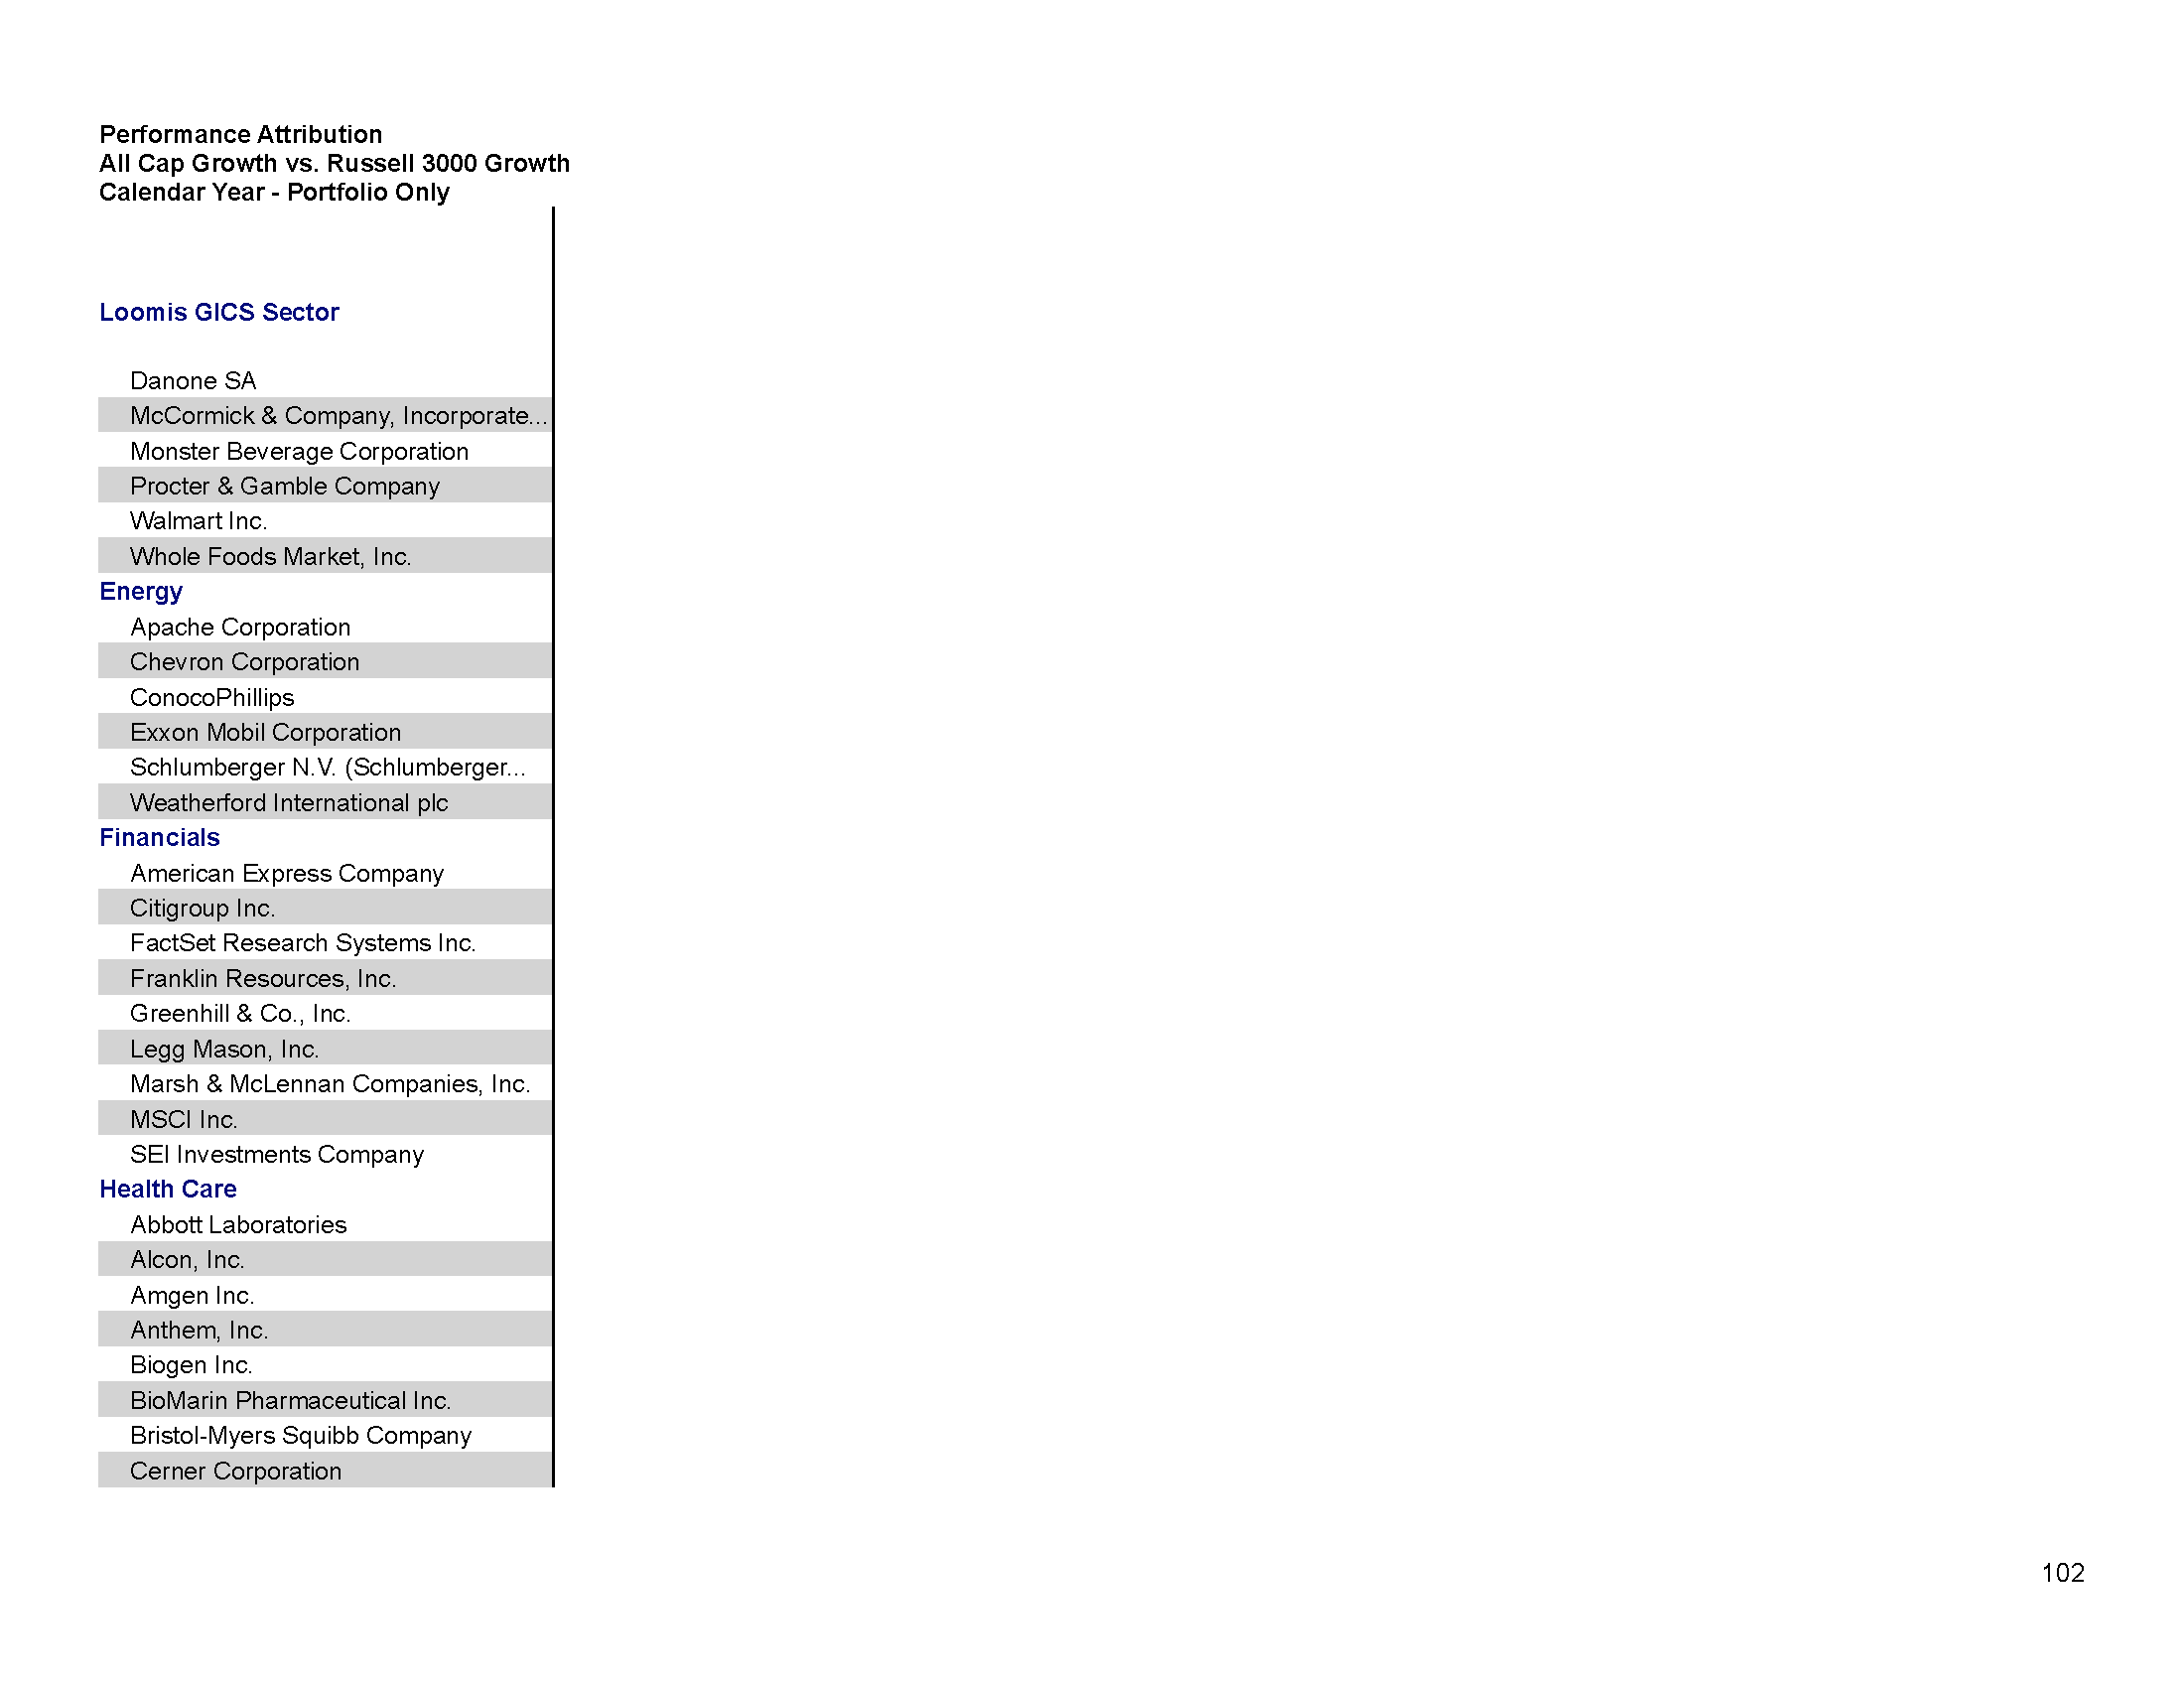 Performance Attribution
All Cap Growth vs. Russell 3000 Growth
Calendar Year - Portfolio Only
Loomis GICS Sector
Danone SA
McCormick & Company, Incorporate...
Monster Beverage Corporation
Procter & Gamble Company
Walmart Inc.
Whole Foods Market, Inc.
Energy
Apache Corporation
Chevron Corporation
ConocoPhillips
Exxon Mobil Corporation
Schlumberger N.V. (Schlumberger...
Weatherford International plc
Financials
American Express Company
Citigroup Inc.
FactSet Research Systems Inc.
Franklin Resources, Inc.
Greenhill & Co., Inc.
Legg Mason, Inc.
Marsh & McLennan Companies, Inc.
MSCI Inc.
SEI Investments Company
Health Care
Abbott Laboratories
Alcon, Inc.
Amgen Inc.
Anthem, Inc.
Biogen Inc.
BioMarin Pharmaceutical Inc.
Bristol-Myers Squibb Company
Cerner Corporation
102